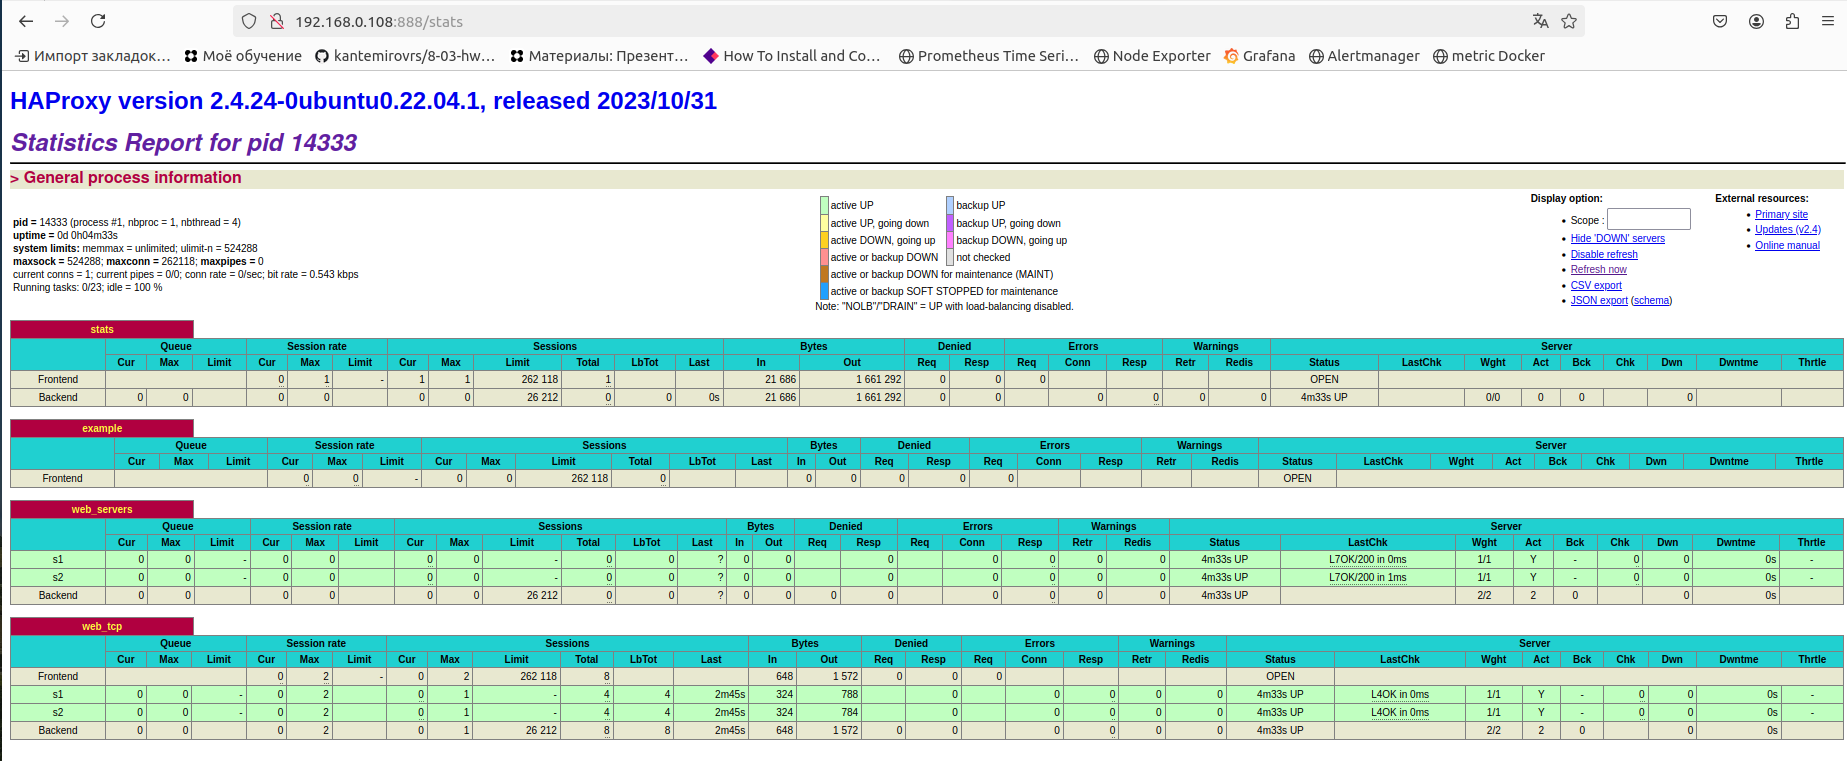 192.168.0.108:888/stats
Импорт закладок… Моё обучение kantemirovrs/8-03-hw… Материалы: Презент… How To Install and Co… Prometheus Time Seri… Node Exporter Grafana Alertmanager metric Docker
HAProxy version 2.4.24-0ubuntu0.22.04.1, released 2023/10/31
Statistics Report for pid 14333
> General process information
pid = 14333 (process #1, nbproc = 1, nbthread = 4)
uptime = 0d 0h04m33s
system limits: memmax = unlimited; ulimit-n = 524288
maxsock = 524288; maxconn = 262118; maxpipes = 0
current conns = 1; current pipes = 0/0; conn rate = 0/sec; bit rate = 0.543 kbps
Running tasks: 0/23; idle = 100 %
active UP backup UP
active UP, going down backup UP, going down
active DOWN, going up backup DOWN, going up
active or backup DOWN not checked
active or backup DOWN for maintenance (MAINT)
active or backup SOFT STOPPED for maintenance
Note: "NOLB"/"DRAIN" = UP with load-balancing disabled.
Display option:
Scope :
Hide 'DOWN' servers
Disable refresh
Refresh now
CSV export
JSON export (schema)
External resources:
Primary site
Updates (v2.4)
Online manual
stats
Queue Session rate Sessions Bytes Denied Errors Warnings Server
Cur Max Limit Cur Max Limit Cur Max Limit Total LbTot Last In Out Req Resp Req Conn Resp Retr Redis Status LastChk Wght Act Bck Chk Dwn Dwntme Thrtle
Frontend 0 1 - 1 1 262 118 1 21 686 1 661 292 0 0 0 OPEN
Backend 0 0 0 0 0 0 26 212 0 0 0s 21 686 1 661 292 0 0 0 0 0 0 4m33s UP 0/0 0 0 0
example
Queue Session rate Sessions Bytes Denied Errors Warnings Server
Cur Max Limit Cur Max Limit Cur Max Limit Total LbTot Last In Out Req Resp Req Conn Resp Retr Redis Status LastChk Wght Act Bck Chk Dwn Dwntme Thrtle
Frontend 0 0 - 0 0 262 118 0 0 0 0 0 0 OPEN
web_servers
Queue Session rate Sessions Bytes Denied Errors Warnings Server
Cur Max Limit Cur Max Limit Cur Max Limit Total LbTot Last In Out Req Resp Req Conn Resp Retr Redis Status LastChk Wght Act Bck Chk Dwn Dwntme Thrtle
s1 0 0 - 0 0 0 0 - 0 0 ? 0 0 0 0 0 0 0 4m33s UP L7OK/200 in 0ms 1/1 Y - 0 0 0s -
s2 0 0 - 0 0 0 0 - 0 0 ? 0 0 0 0 0 0 0 4m33s UP L7OK/200 in 1ms 1/1 Y - 0 0 0s -
Backend 0 0 0 0 0 0 26 212 0 0 ? 0 0 0 0 0 0 0 0 4m33s UP 2/2 2 0 0 0s
web_tcp
Queue Session rate Sessions Bytes Denied Errors Warnings Server
Cur Max Limit Cur Max Limit Cur Max Limit Total LbTot Last In Out Req Resp Req Conn Resp Retr Redis Status LastChk Wght Act Bck Chk Dwn Dwntme Thrtle
Frontend 0 2 - 0 2 262 118 8 648 1 572 0 0 0 OPEN
s1 0 0 - 0 2 0 1 - 4 4 2m45s 324 788 0 0 0 0 0 4m33s UP L4OK in 0ms 1/1 Y - 0 0 0s -
s2 0 0 - 0 2 0 1 - 4 4 2m45s 324 784 0 0 0 0 0 4m33s UP L4OK in 0ms 1/1 Y - 0 0 0s -
Backend 0 0 0 2 0 1 26 212 8 8 2m45s 648 1 572 0 0 0 0 0 0 4m33s UP 2/2 2 0 0 0s